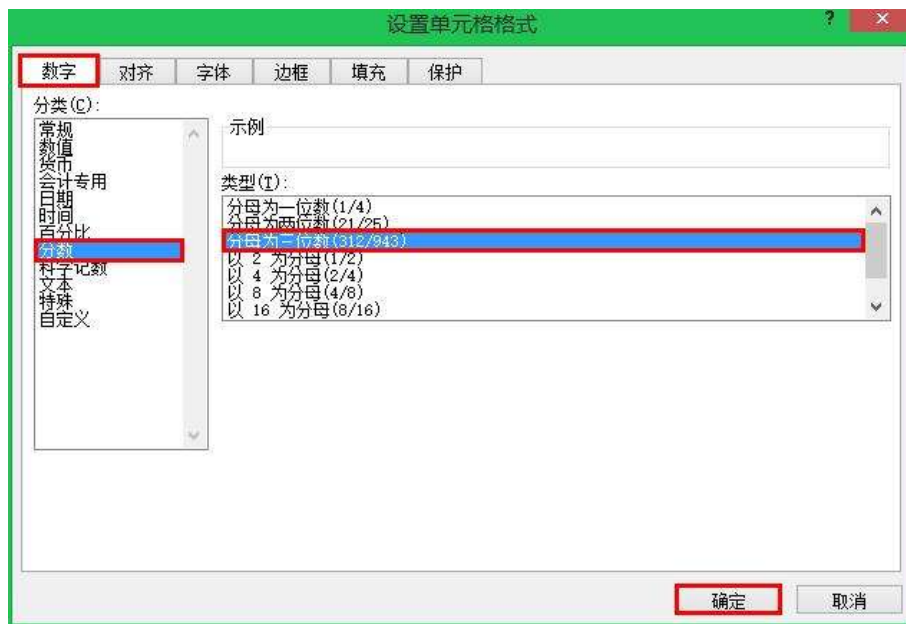 设置单元格格式
? ×
数字 对齐 字体 边框 填充 保护
分类(C):
常规
数值
货币
会计专用
日期
时间
百分比
分数
科学记数
文本
特殊
自定义
示例
类型(T):
分母为一位数(1/4)
分母为两位数(21/25)
分母为三位数(312/943)
以 2 为分母(1/2)
以 4 为分母(2/4)
以 8 为分母(4/8)
以 16 为分母(8/16)
确定 取消